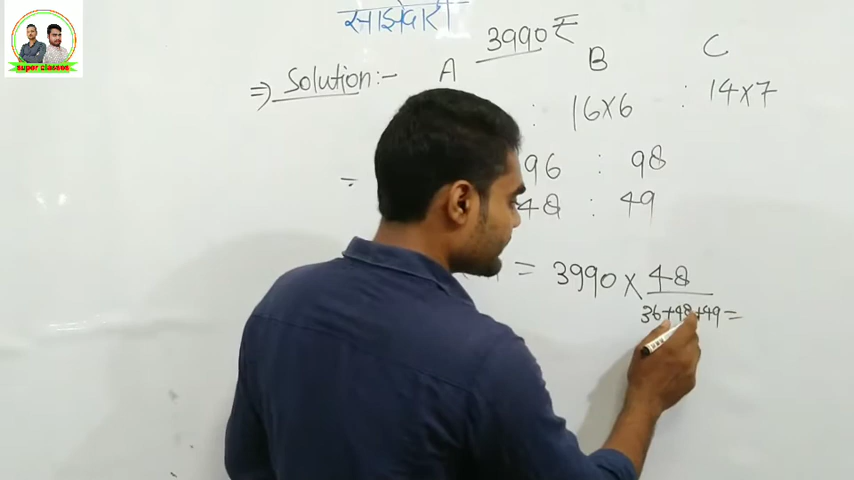 super classes
साझेदारी
3990₹
⇒ Solution:- A B C
: 16x6 : 14x7
= 96 : 98
48 : 49
= 3990 x 48
36+48+49 =